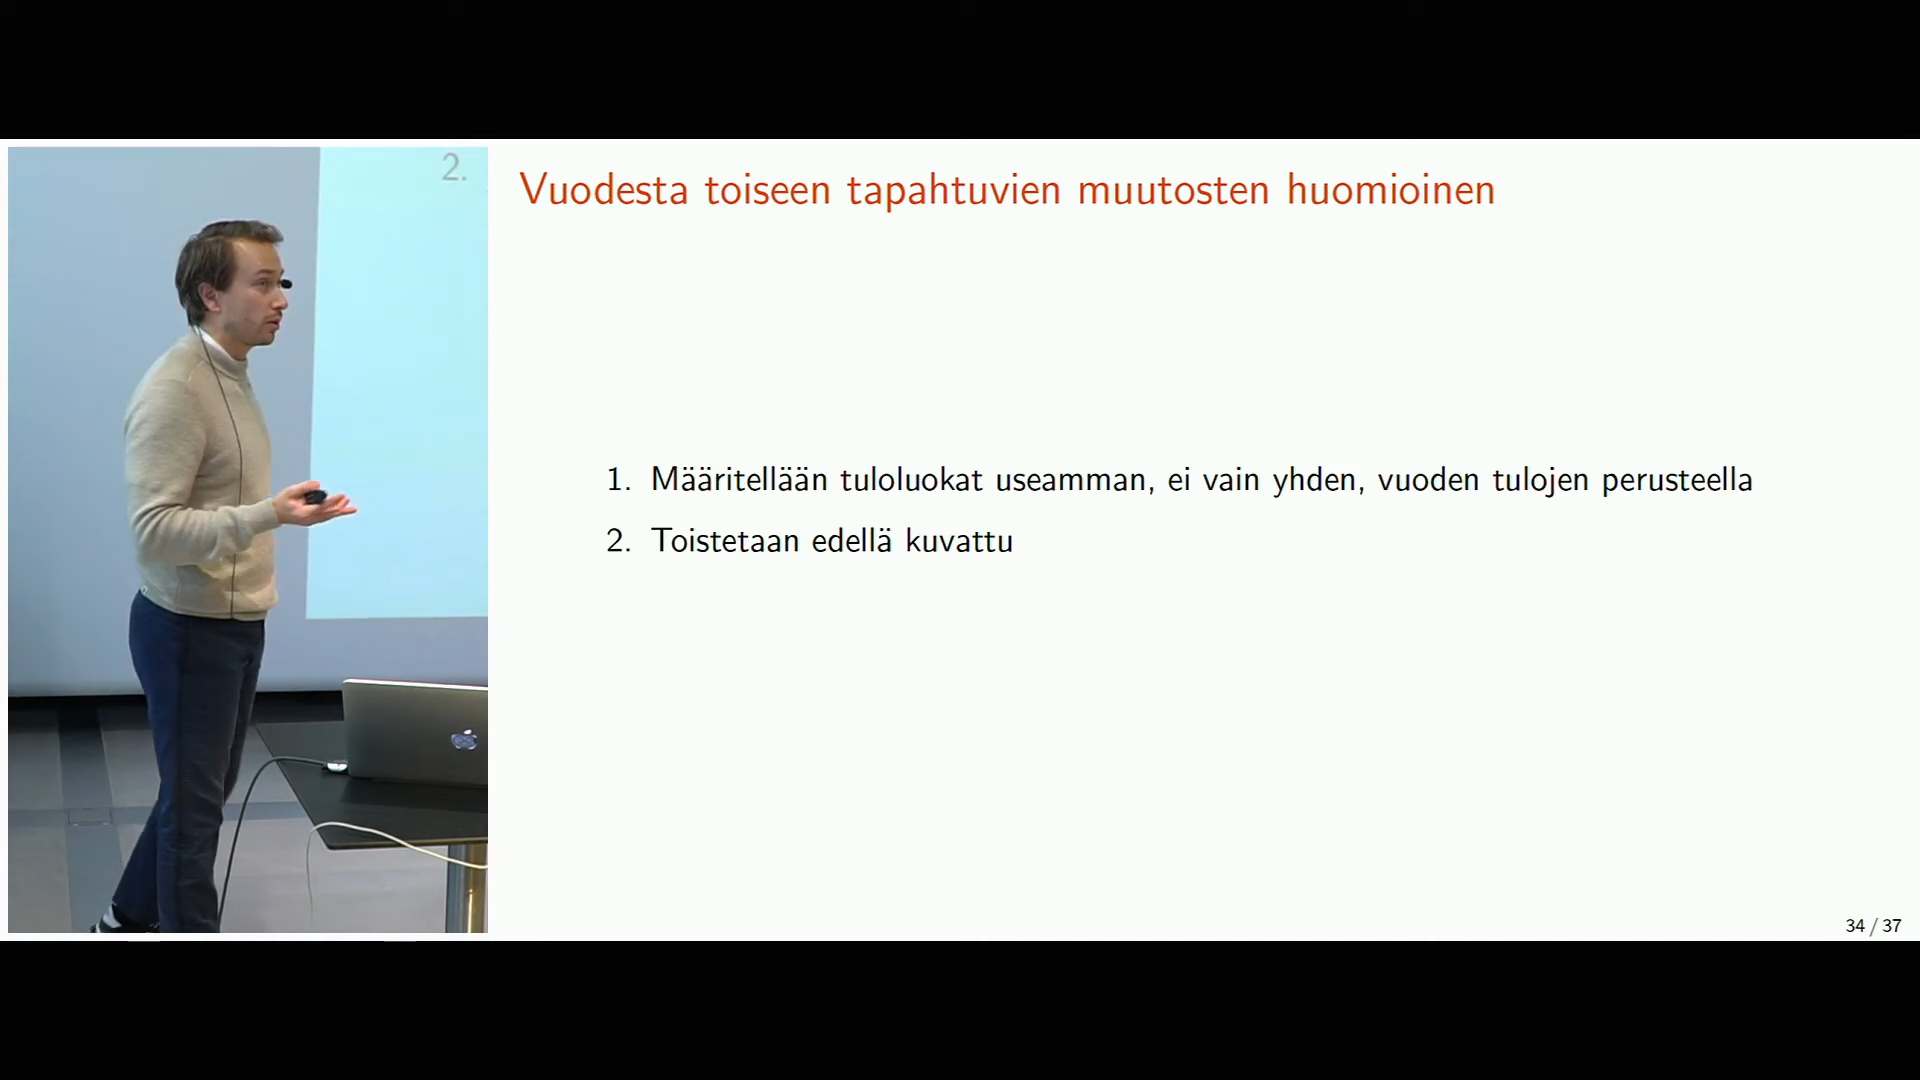 2.
Vuodesta toiseen tapahtuvien muutosten huomioinen
1. Määritellään tuloluokat useamman, ei vain yhden, vuoden tulojen perusteella
2. Toistetaan edellä kuvattu
34 / 37